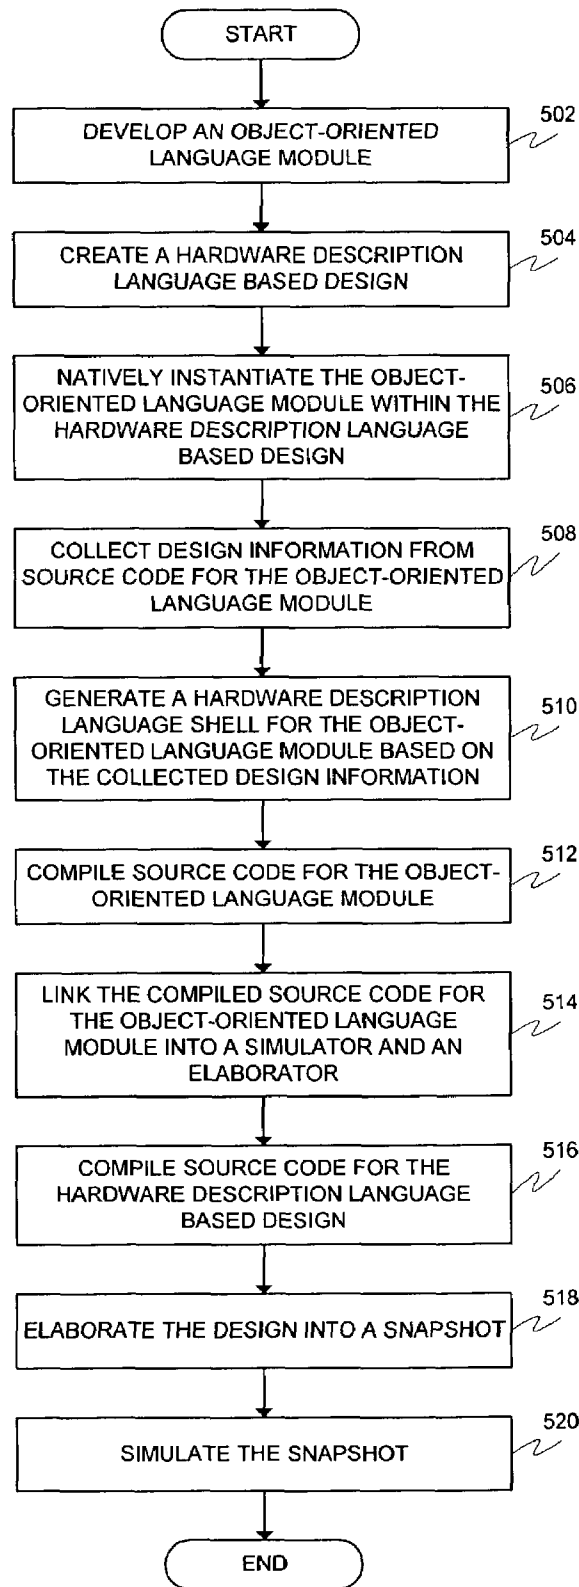 START
502
DEVELOP AN OBJECT-ORIENTED
LANGUAGE MODULE
504
CREATE A HARDWARE DESCRIPTION
LANGUAGE BASED DESIGN
506
NATIVELY INSTANTIATE THE OBJECT-
ORIENTED LANGUAGE MODULE WITHIN THE
HARDWARE DESCRIPTION LANGUAGE
BASED DESIGN
508
COLLECT DESIGN INFORMATION FROM
SOURCE CODE FOR THE OBJECT-ORIENTED
LANGUAGE MODULE
510
GENERATE A HARDWARE DESCRIPTION
LANGUAGE SHELL FOR THE OBJECT-
ORIENTED LANGUAGE MODULE BASED ON
THE COLLECTED DESIGN INFORMATION
512
COMPILE SOURCE CODE FOR THE OBJECT-
ORIENTED LANGUAGE MODULE
514
LINK THE COMPILED SOURCE CODE FOR
THE OBJECT-ORIENTED LANGUAGE
MODULE INTO A SIMULATOR AND AN
ELABORATOR
516
COMPILE SOURCE CODE FOR THE
HARDWARE DESCRIPTION LANGUAGE
BASED DESIGN
518
ELABORATE THE DESIGN INTO A SNAPSHOT
520
SIMULATE THE SNAPSHOT
END